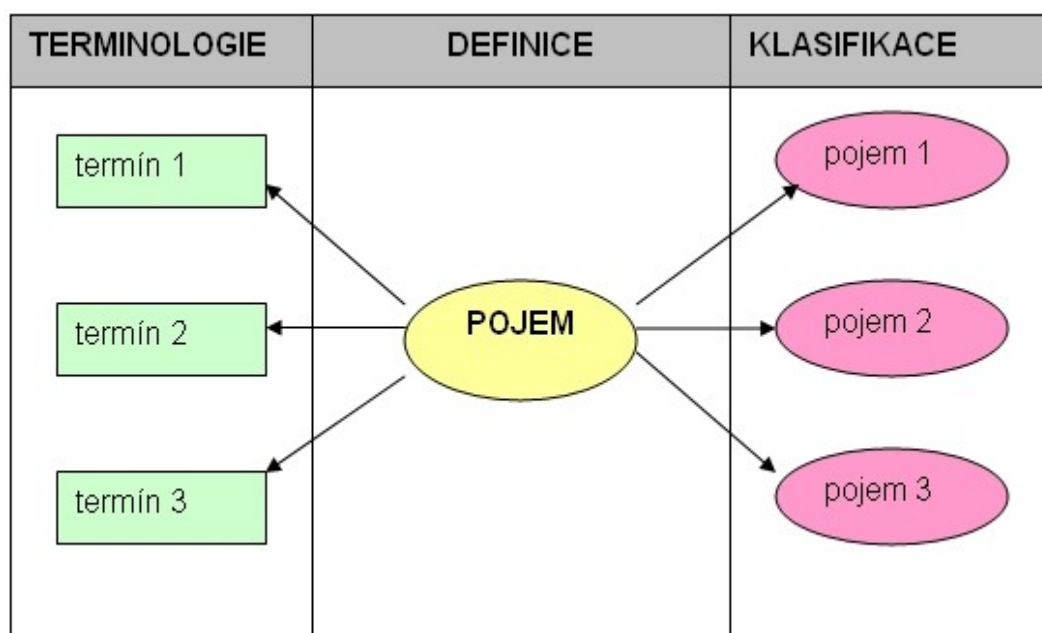 TERMINOLOGIE
DEFINICE
KLASIFIKACE
termín 1
pojem 1
termín 2
POJEM
pojem 2
termín 3
pojem 3